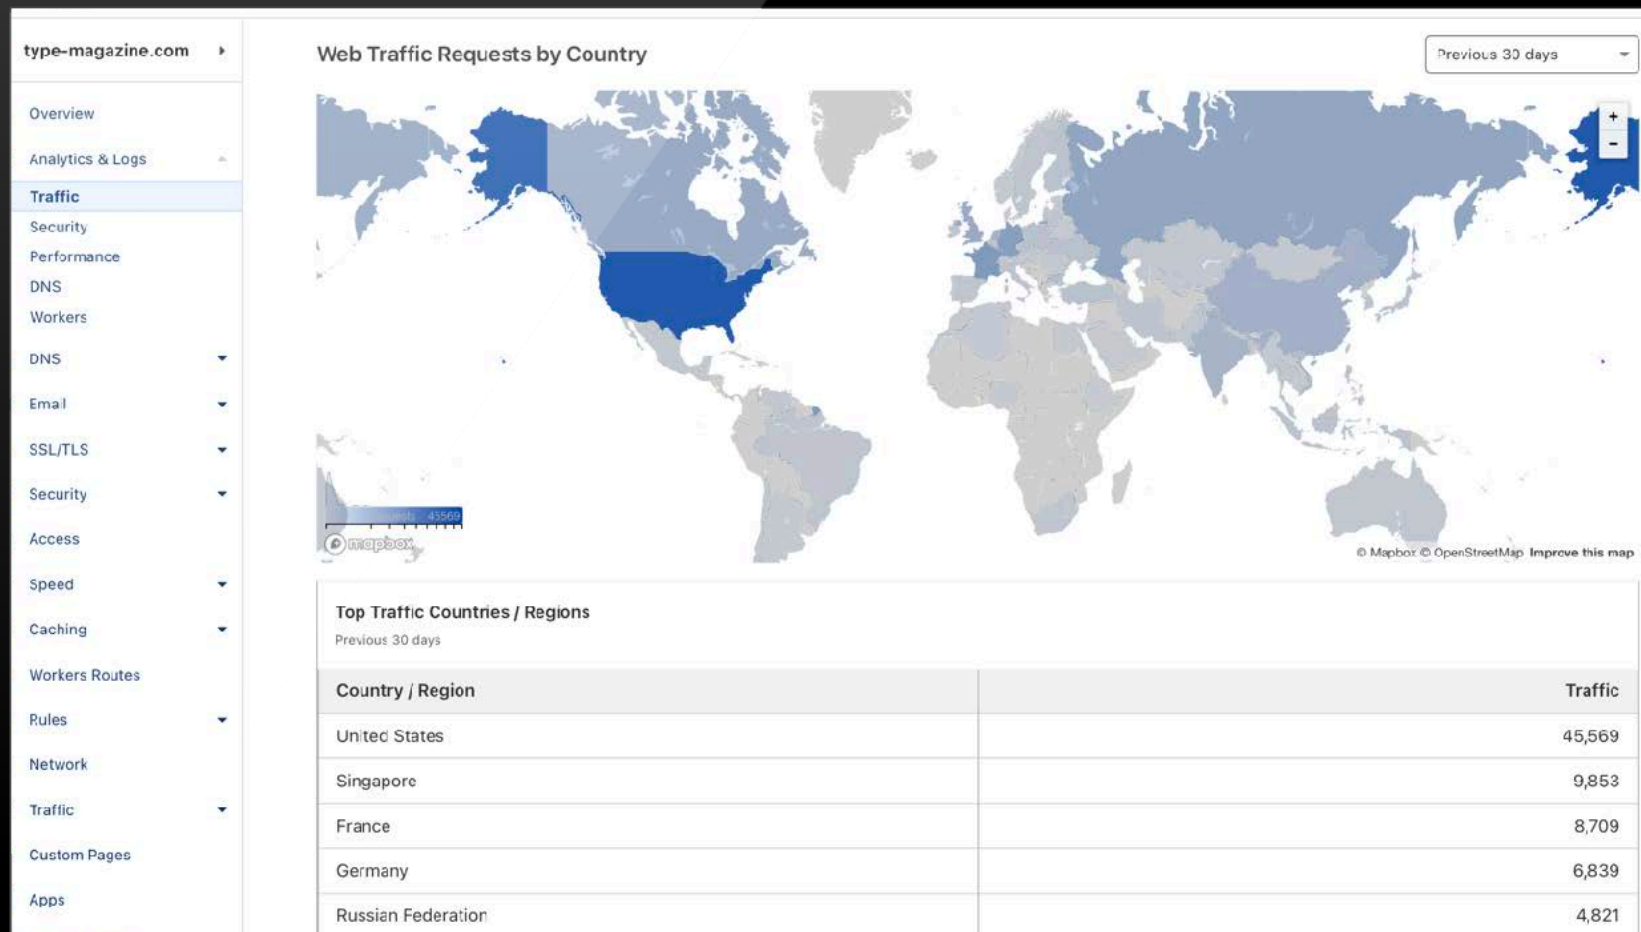 type-magazine.com
Overview
Analytics & Logs
Traffic
Security
Performance
DNS
Workers
DNS
Email
SSL/TLS
Security
Access
Speed
Caching
Workers Routes
Rules
Network
Traffic
Custom Pages
Apps
Web Traffic Requests by Country
Previous 30 days
+
-
45569
mapbox
© Mapbox © OpenStreetMap Improve this map
Top Traffic Countries / Regions
Previous 30 days
Country / Region Traffic
United States 45,569
Singapore 9,853
France 8,709
Germany 6,839
Russian Federation 4,821